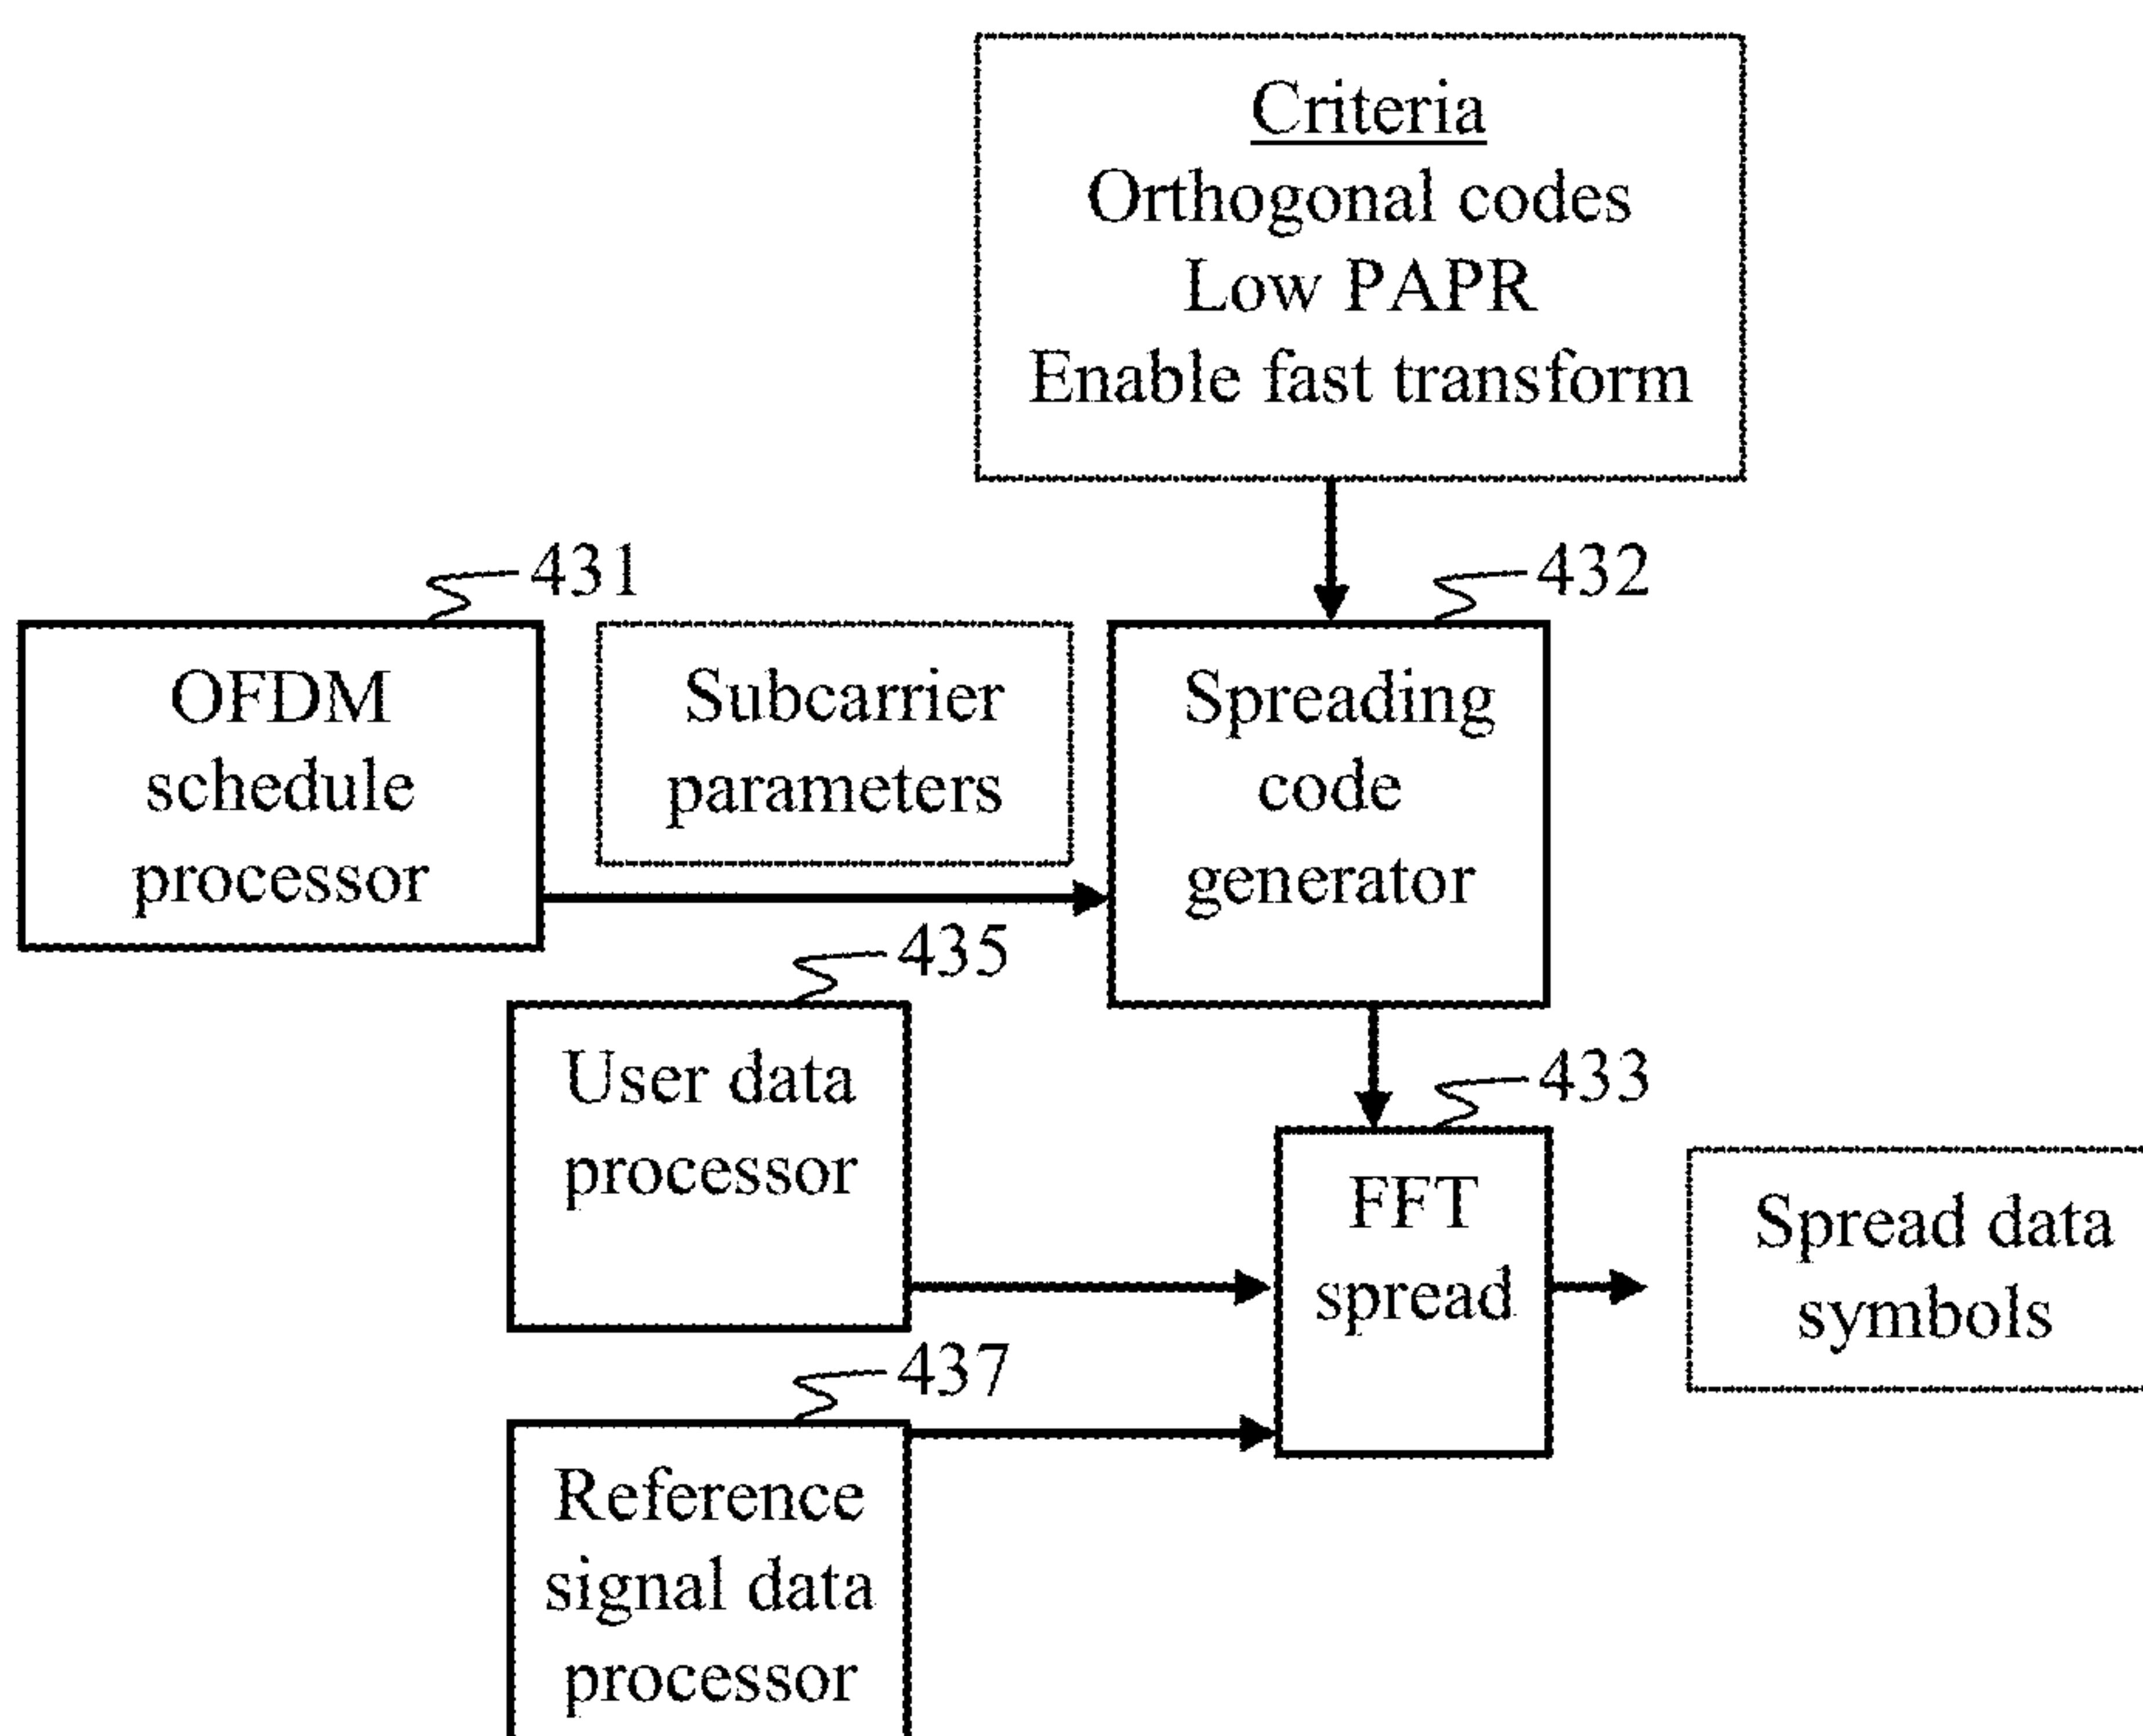 Criteria
Orthogonal codes
Low PAPR
Enable fast transform
431
432
OFDM
schedule
processor
Subcarrier
parameters
Spreading
code
generator
435
User data
processor
433
FFT
spread
Spread data
symbols
437
Reference
signal data
processor